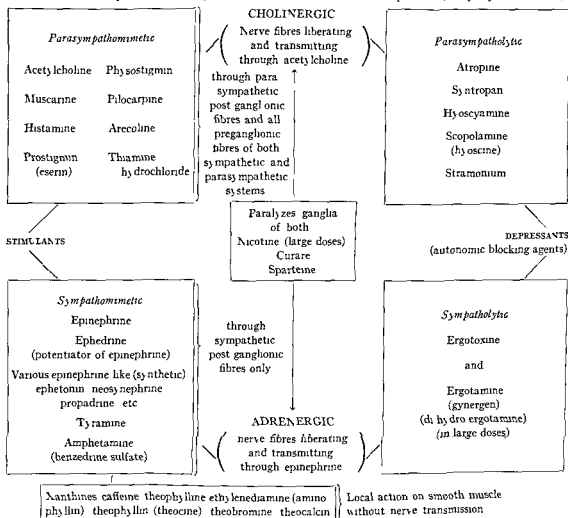 CHOLINERGIC
Nerve fibres liberating
and transmitting
through acetylcholine
Parasympathomimetic
Acetylcholine Physostigmin
Muscarine Pilocarpine
Histamine Arecoline
Prostigmin Thiamine
(eserin) hydrochloride
through para
sympathetic
post ganglionic
fibres and all
preganglionic
fibres of both
sympathetic and
parasympathetic
systems
Parasympatholytic
Atropine
Syntropan
Hyoscyamine
Scopolamine
(hyoscine)
Stramonium
STIMULANTS
Paralyzes ganglia
of both
Nicotine (large doses)
Curare
Sparteine
DEPRESSANTS
(autonomic blocking agents)
Sympathomimetic
Epinephrine
Ephedrine
(potentiator of epinephrine)
Various epinephrine like (synthetic)
ephetonin neosynephrine
propadrine etc
Tyramine
Amphetamine
(benzedrine sulfate)
through
sympathetic
post ganglionic
fibres only
Sympatholytic
Ergotoxine
and
Ergotamine
(gynergen)
(di hydro ergotamine)
(in large doses)
ADRENERGIC
nerve fibres liberating
and transmitting
through epinephrine
Xanthines caffeine theophylline ethylenediamine (amino
phyllin) theophyllin (theocine) theobromine theocalcin
Local action on smooth muscle
without nerve transmission